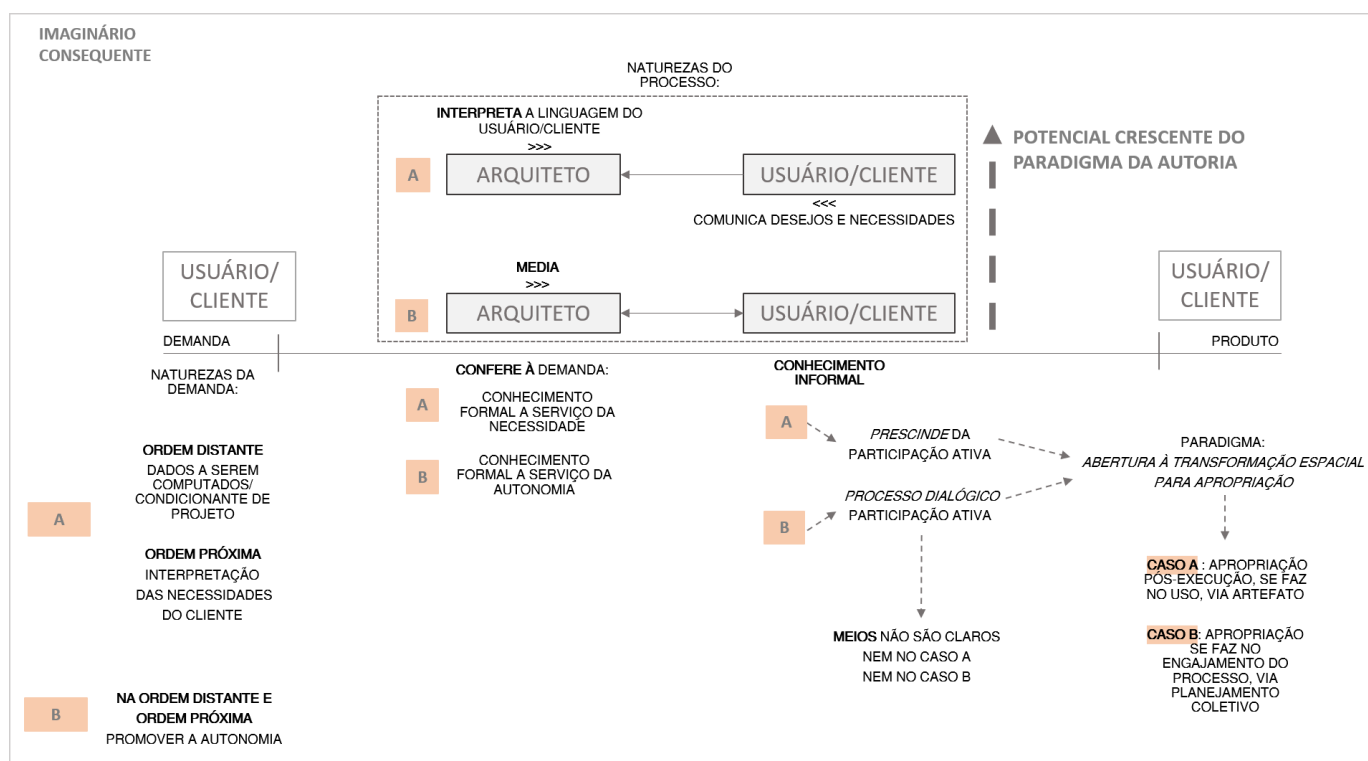 IMAGINÁRIO
CONSEQUENTE
NATUREZAS DO
PROCESSO:
INTERPRETA A LINGUAGEM DO
USUÁRIO/CLIENTE
>>>
A
ARQUITETO
USUÁRIO/CLIENTE
<<<
COMUNICA DESEJOS E NECESSIDADES
POTENCIAL CRESCENTE DO
PARADIGMA DA AUTORIA
MEDIA
>>>
B
ARQUITETO
USUÁRIO/CLIENTE
USUÁRIO/
CLIENTE
USUÁRIO/
CLIENTE
DEMANDA
PRODUTO
NATUREZAS DA
DEMANDA:
ORDEM DISTANTE
DADOS A SEREM
COMPUTADOS/
CONDICIONANTE DE
PROJETO
A
ORDEM PRÓXIMA
INTERPRETAÇÃO
DAS NECESSIDADES
DO CLIENTE
B
NA ORDEM DISTANTE E
ORDEM PRÓXIMA
PROMOVER A AUTONOMIA
CONFERE À DEMANDA:
A
CONHECIMENTO
FORMAL A SERVIÇO DA
NECESSIDADE
B
CONHECIMENTO
FORMAL A SERVIÇO DA
AUTONOMIA
CONHECIMENTO
INFORMAL
A
PRESCINDE DA
PARTICIPAÇÃO ATIVA
B
PROCESSO DIALÓGICO
PARTICIPAÇÃO ATIVA
MEIOS NÃO SÃO CLAROS
NEM NO CASO A
NEM NO CASO B
PARADIGMA:
ABERTURA À TRANSFORMAÇÃO ESPACIAL
PARA APROPRIAÇÃO
CASO A : APROPRIAÇÃO
PÓS-EXECUÇÃO, SE FAZ
NO USO, VIA ARTEFATO
CASO B: APROPRIAÇÃO
SE FAZ NO
ENGAJAMENTO DO
PROCESSO, VIA
PLANEJAMENTO
COLETIVO